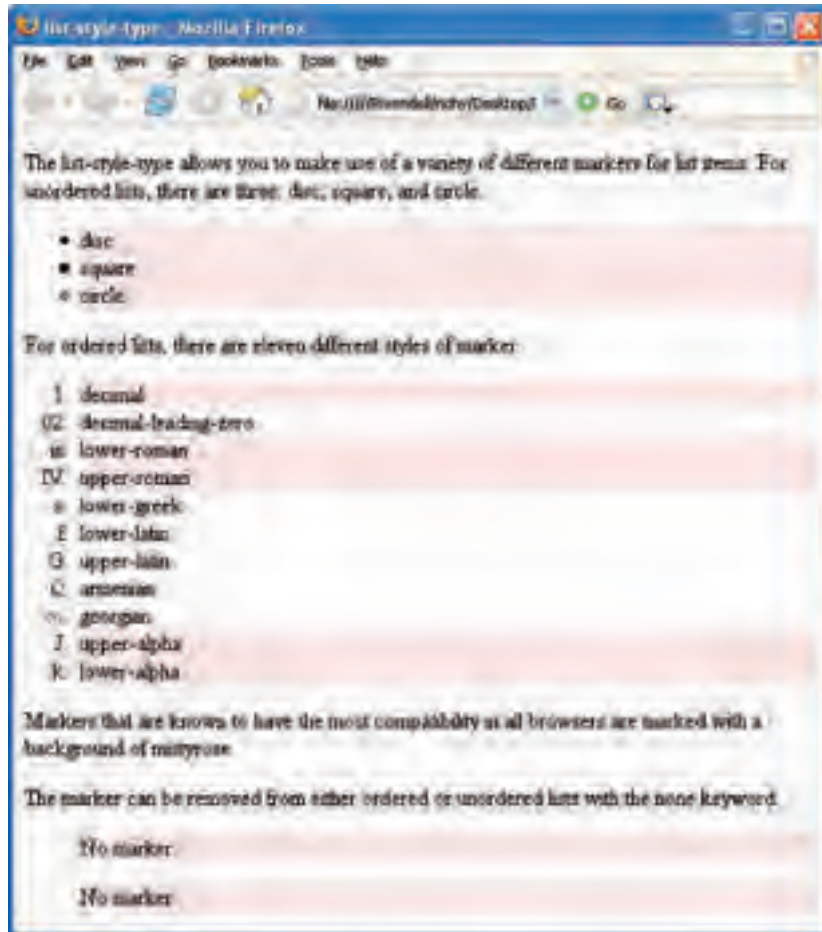 list-style-type - Mozilla Firefox
File Edit View Go Bookmarks Tools Help
Go
The list-style-type allows you to make use of a variety of different markers for list items. For
unordered lists, there are three: disc, square, and circle.
• disc
■ square
○ circle
For ordered lists, there are eleven different styles of marker
1. decimal
02. decimal-leading-zero
iii. lower-roman
IV. upper-roman
lower-greek
f. lower-latin
G. upper-latin
armenian
georgian
J. upper-alpha
k. lower-alpha
Markers that are known to have the most compatibility in all browsers are marked with a
background of mistyrose
The marker can be removed from either ordered or unordered lists with the none keyword.
No marker
No marker